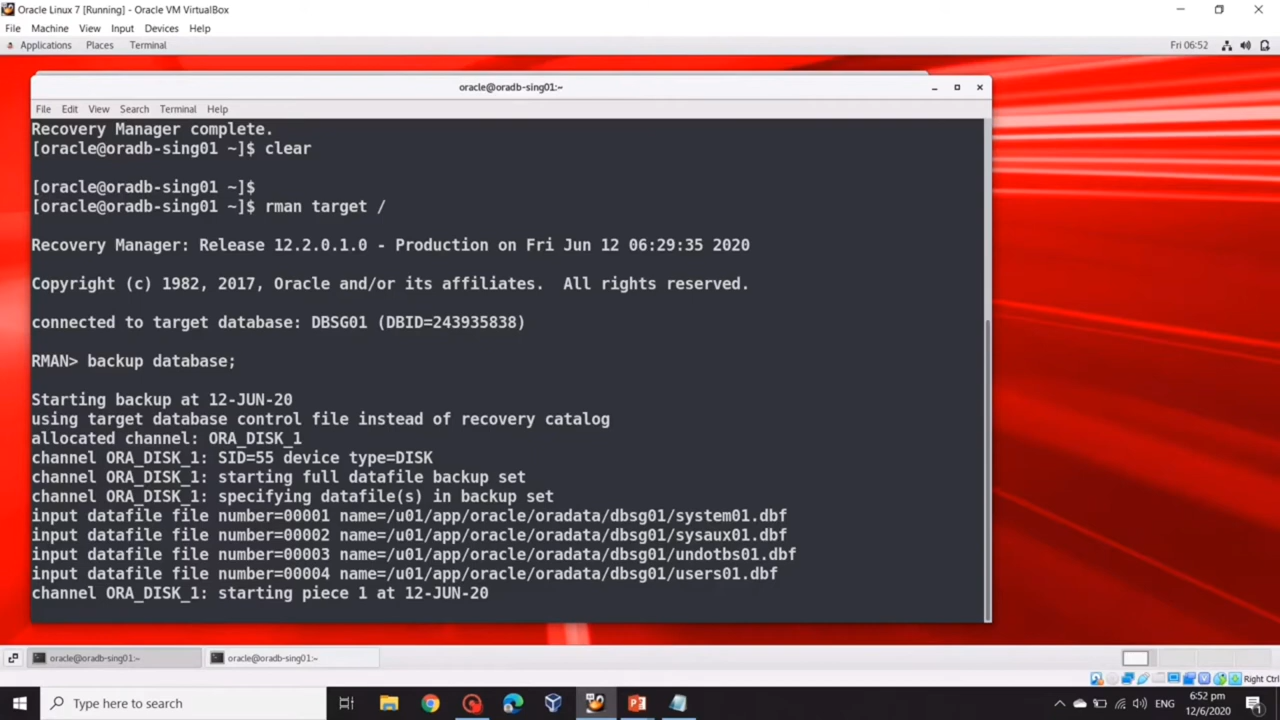 Oracle Linux 7 [Running] - Oracle VM VirtualBox
File Machine View Input Devices Help
Applications Places Terminal Fri 06:52
oracle@oradb-sing01:~
File Edit View Search Terminal Help
Recovery Manager complete.
[oracle@oradb-sing01 ~]$ clear
[oracle@oradb-sing01 ~]$
[oracle@oradb-sing01 ~]$ rman target /
Recovery Manager: Release 12.2.0.1.0 - Production on Fri Jun 12 06:29:35 2020
Copyright (c) 1982, 2017, Oracle and/or its affiliates.  All rights reserved.
connected to target database: DBSG01 (DBID=243935838)
RMAN> backup database;
Starting backup at 12-JUN-20
using target database control file instead of recovery catalog
allocated channel: ORA_DISK_1
channel ORA_DISK_1: SID=55 device type=DISK
channel ORA_DISK_1: starting full datafile backup set
channel ORA_DISK_1: specifying datafile(s) in backup set
input datafile file number=00001 name=/u01/app/oracle/oradata/dbsg01/system01.dbf
input datafile file number=00002 name=/u01/app/oracle/oradata/dbsg01/sysaux01.dbf
input datafile file number=00003 name=/u01/app/oracle/oradata/dbsg01/undotbs01.dbf
input datafile file number=00004 name=/u01/app/oracle/oradata/dbsg01/users01.dbf
channel ORA_DISK_1: starting piece 1 at 12-JUN-20
oracle@oradb-sing01:~ oracle@oradb-sing01:~
Right Ctrl
Type here to search ENG 6:52 pm
12/6/2020